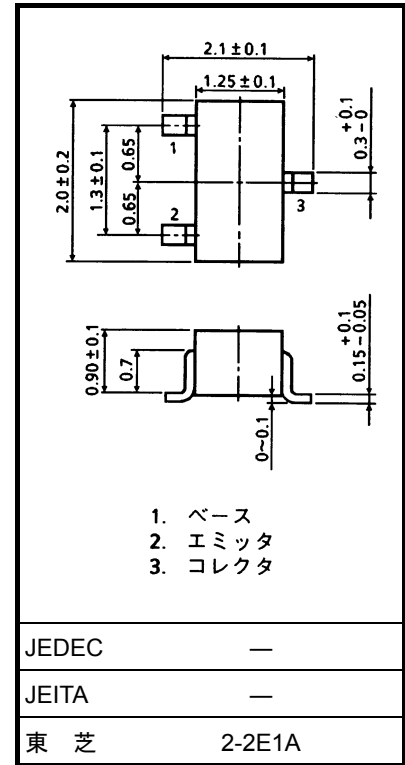 2.1±0.1
1.25±0.1
2.0±0.2
1.3±0.1
0.65
0.65
1
2
3
+0.1
0.3-0
0.90±0.1
0.7
0~0.1
+0.1
0.15-0.05
1. ベース
2. エミッタ
3. コレクタ
JEDEC —
JEITA —
東 芝 2-2E1A